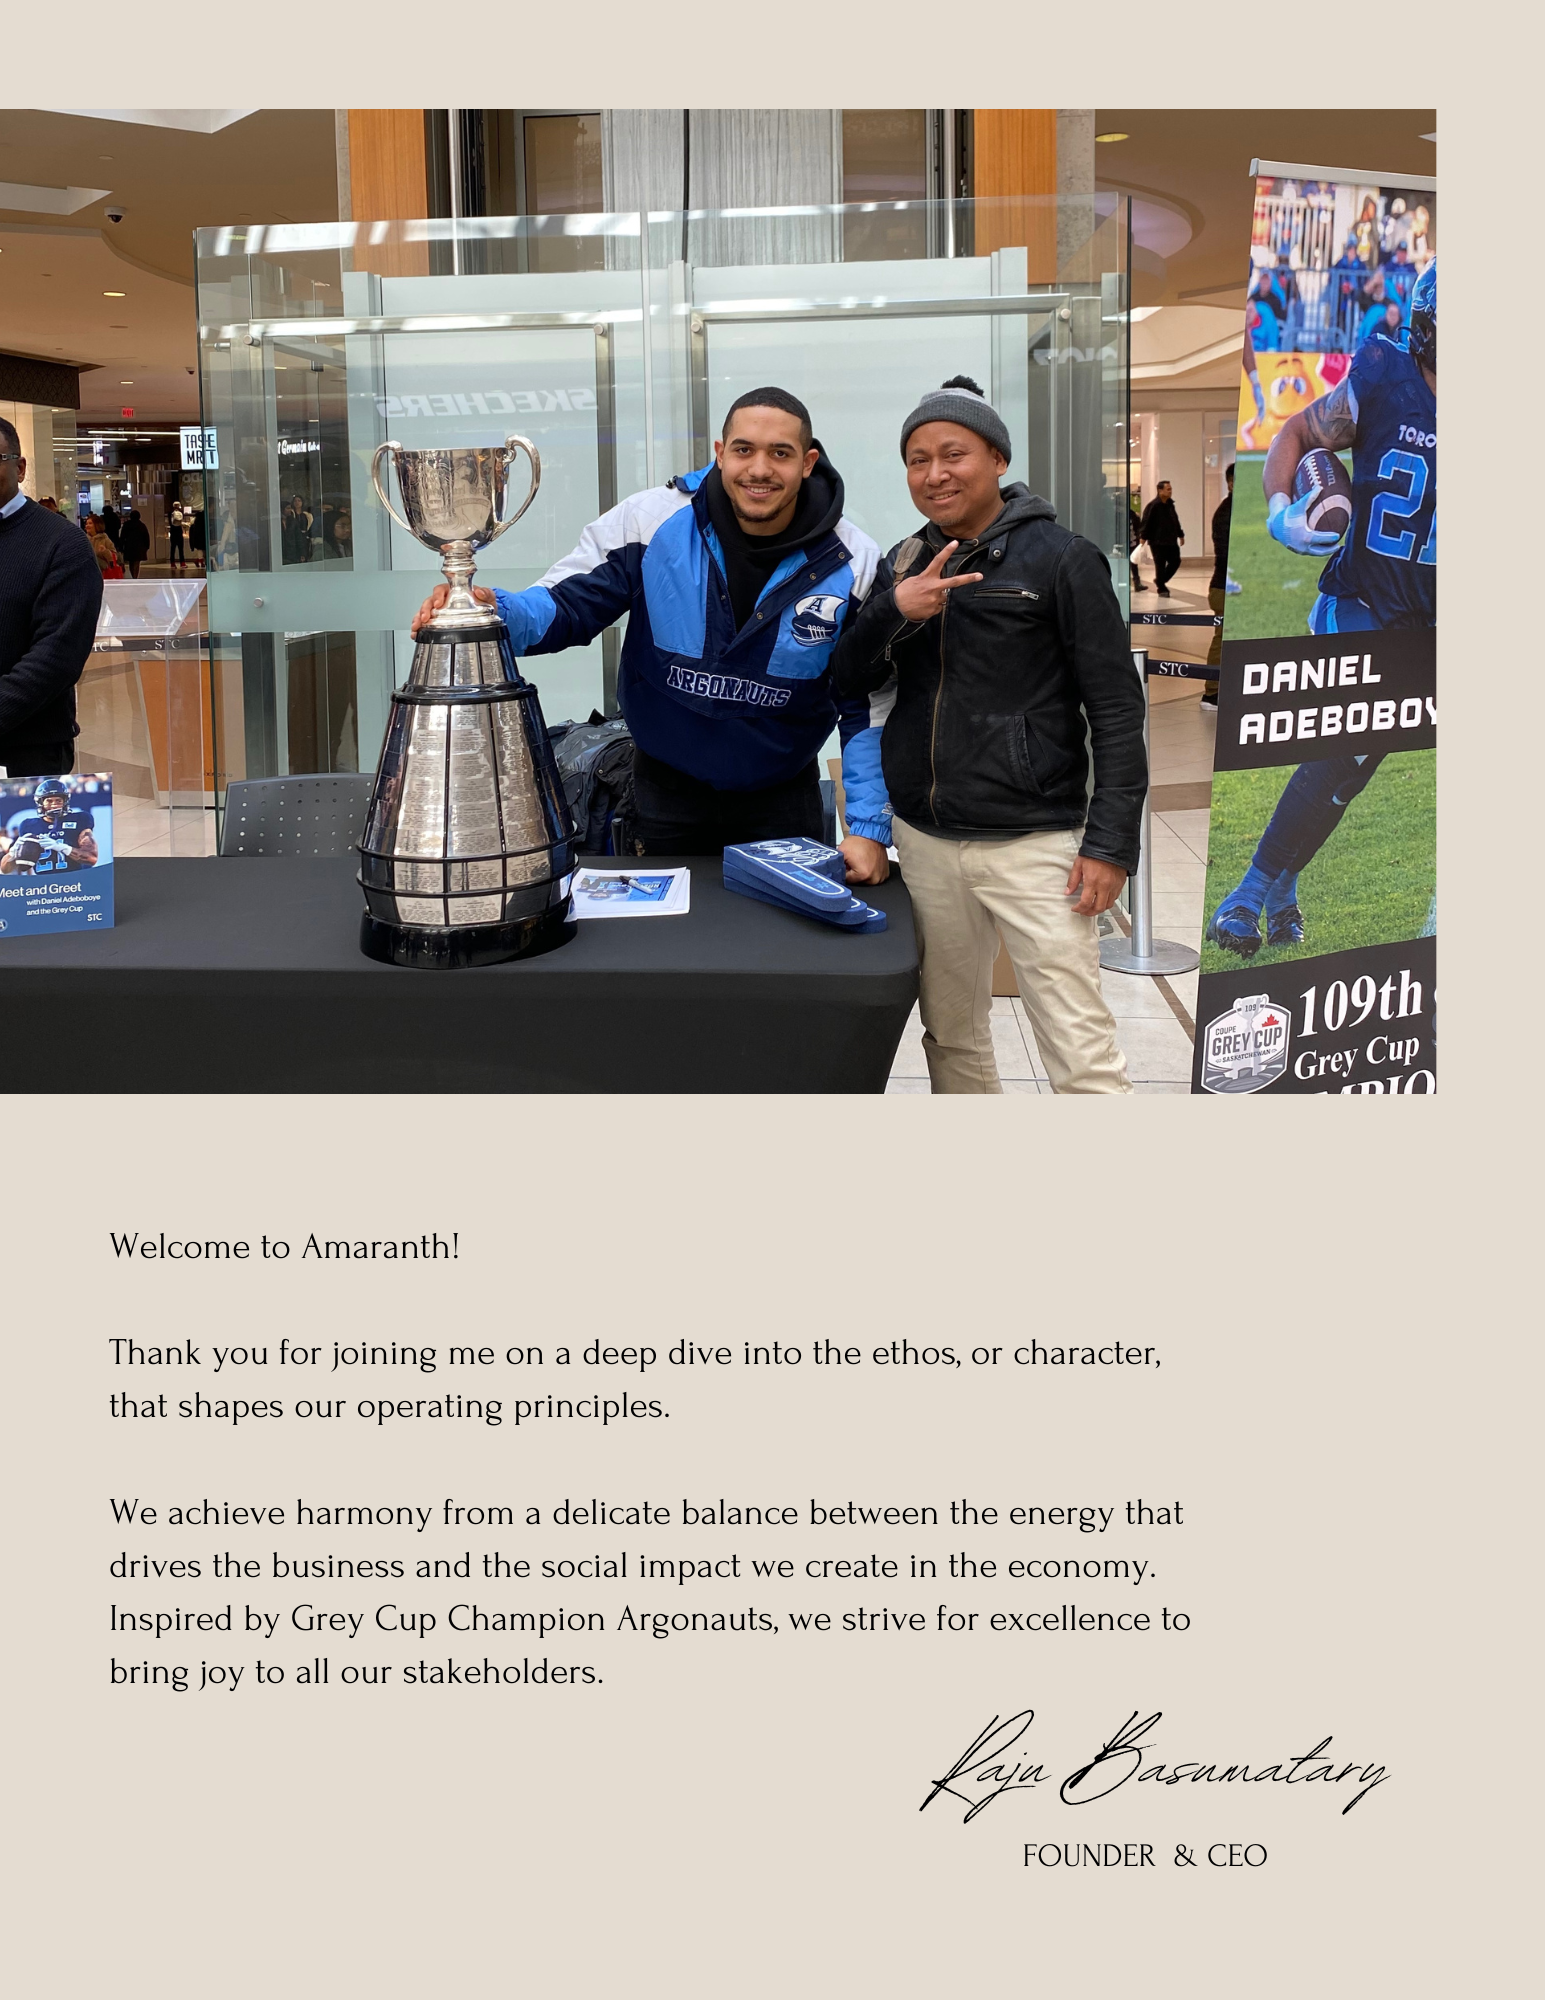 SKECHERS
TASTE
MRKT
STC
STC
STC
A
ARGONAUTS
TORO
21
DANIEL
ADEBOBOY
21
Meet and Greet
with Daniel Adeboboye
and the Grey Cup
STC
109
COUPE
GREY CUP
SASKATCHEWAN
109th
Grey Cup
Welcome to Amaranth!
Thank you for joining me on a deep dive into the ethos, or character,
that shapes our operating principles.
We achieve harmony from a delicate balance between the energy that
drives the business and the social impact we create in the economy.
Inspired by Grey Cup Champion Argonauts, we strive for excellence to
bring joy to all our stakeholders.
Raju Basumatary
FOUNDER & CEO